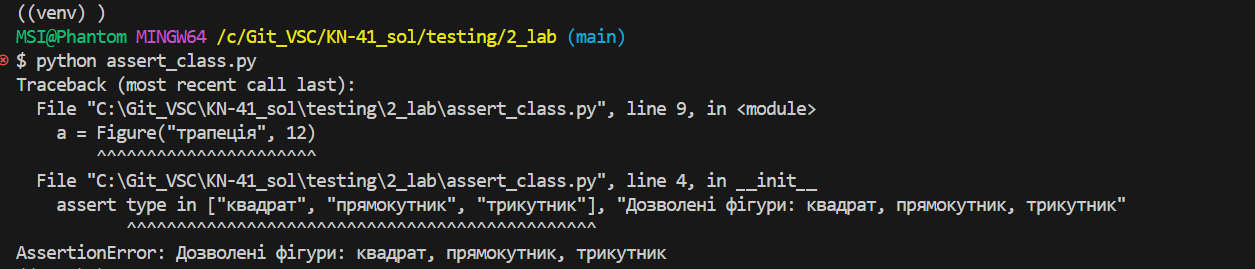 ((venv) )
MSI@Phantom MINGW64 /c/Git_VSC/KN-41_sol/testing/2_lab (main)
$ python assert_class.py
Traceback (most recent call last):
  File "C:\Git_VSC\KN-41_sol\testing\2_lab\assert_class.py", line 9, in <module>
    a = Figure("трапеція", 12)
        ^^^^^^^^^^^^^^^^^^^^^^
  File "C:\Git_VSC\KN-41_sol\testing\2_lab\assert_class.py", line 4, in __init__
    assert type in ["квадрат", "прямокутник", "трикутник"], "Дозволені фігури: квадрат, прямокутник, трикутник"
           ^^^^^^^^^^^^^^^^^^^^^^^^^^^^^^^^^^^^^^^^^^^^^^^
AssertionError: Дозволені фігури: квадрат, прямокутник, трикутник